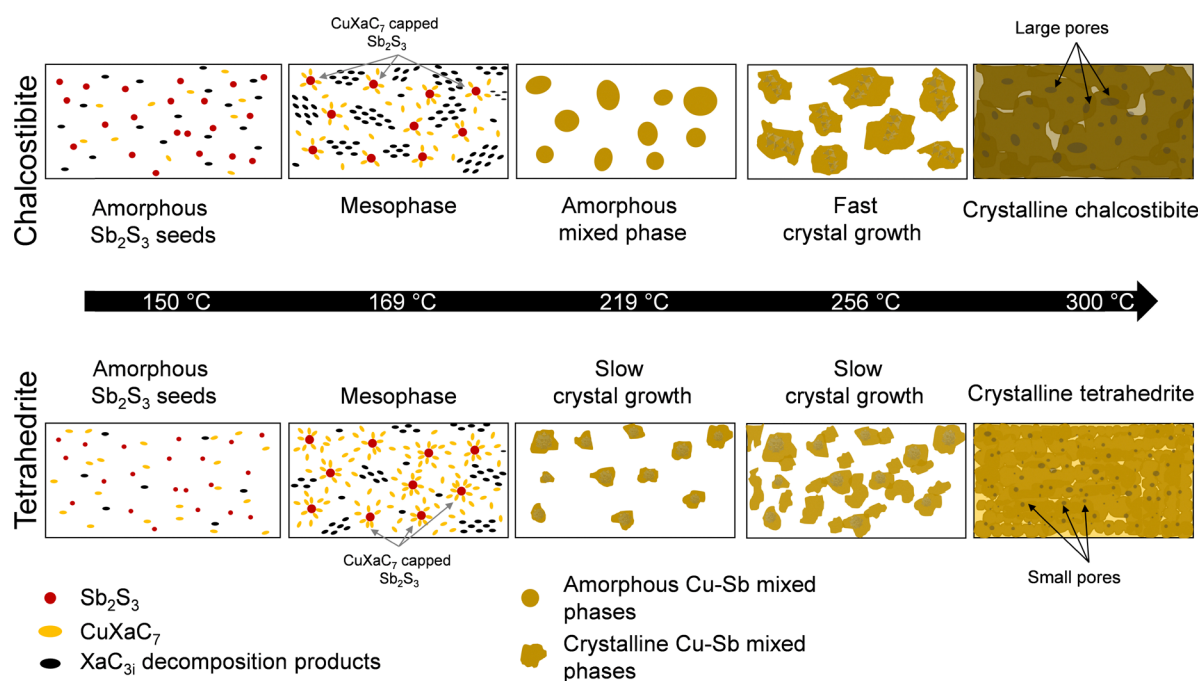 CuXaC₇ capped
Sb₂S₃
Large pores
Chalcostibite
Amorphous
Sb₂S₃ seeds
Mesophase
Amorphous
mixed phase
Fast
crystal growth
Crystalline chalcostibite
150 °C
169 °C
219 °C
256 °C
300 °C
Tetrahedrite
Amorphous
Sb₂S₃ seeds
Mesophase
Slow
crystal growth
Slow
crystal growth
Crystalline tetrahedrite
CuXaC₇ capped
Sb₂S₃
Small pores
Sb₂S₃
CuXaC₇
XaC₃ᵢ decomposition products
Amorphous Cu-Sb mixed
phases
Crystalline Cu-Sb mixed
phases